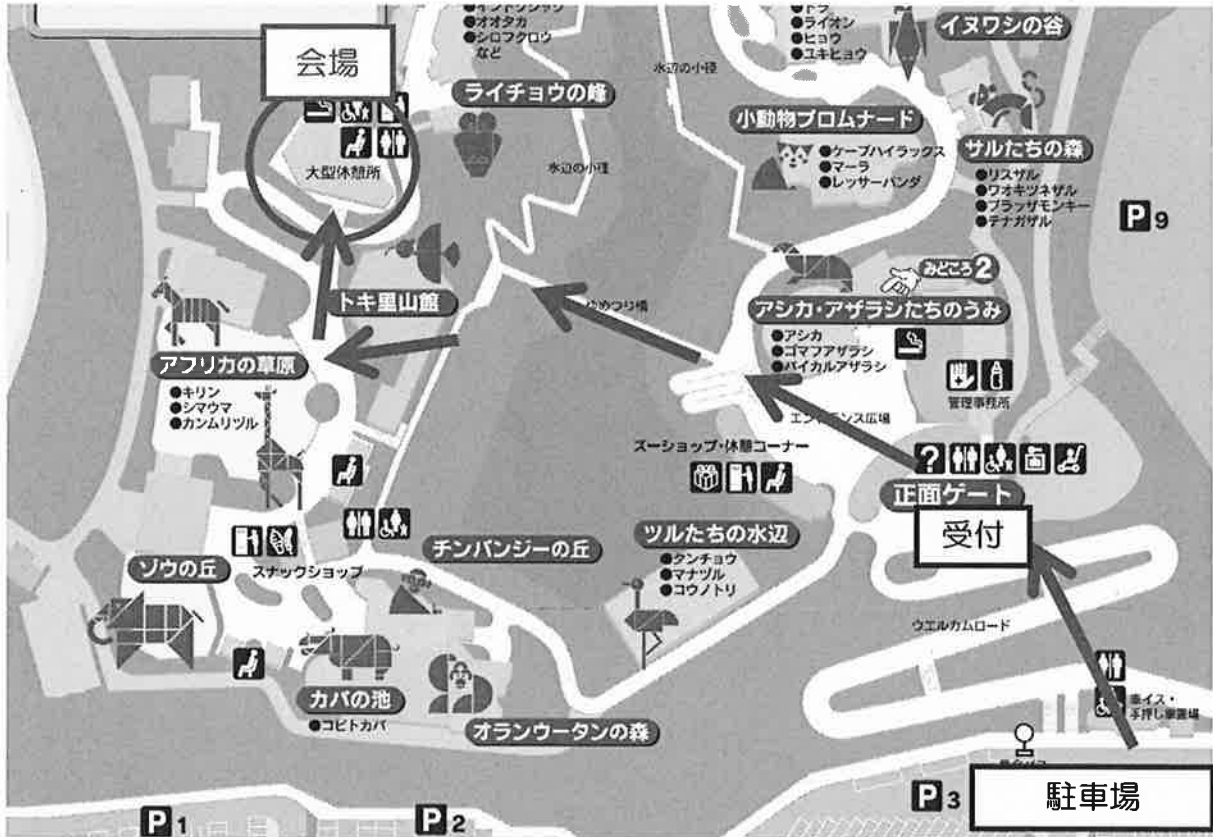 会場
●オオタカ
●シロフクロウ
など
ライチョウの峰
大型休憩所
水辺の小径
水辺の小径
●トラ
●ライオン
●ヒョウ
●ユキヒョウ
イヌワシの谷
小動物プロムナード
●ケープハイラックス
●マーラ
●レッサーパンダ
サルたちの森
●リスザル
●ワオキツネザル
●ブラッザモンキー
●テナガザル
P9
トキ里山館
みどころ2
アシカ・アザラシたちのうみ
●アシカ
●ゴマフアザラシ
●バイカルアザラシ
管理事務所
アフリカの草原
●キリン
●シマウマ
●カンムリヅル
ズーショップ・休憩コーナー
?
正面ゲート
受付
ツルたちの水辺
●タンチョウ
●マナヅル
●コウノトリ
チンパンジーの丘
スナックショップ
ゾウの丘
ウエルカムロード
カバの池
●コビトカバ
オランウータンの森
車イス・
手押し車置場
駐車場
P1
P2
P3